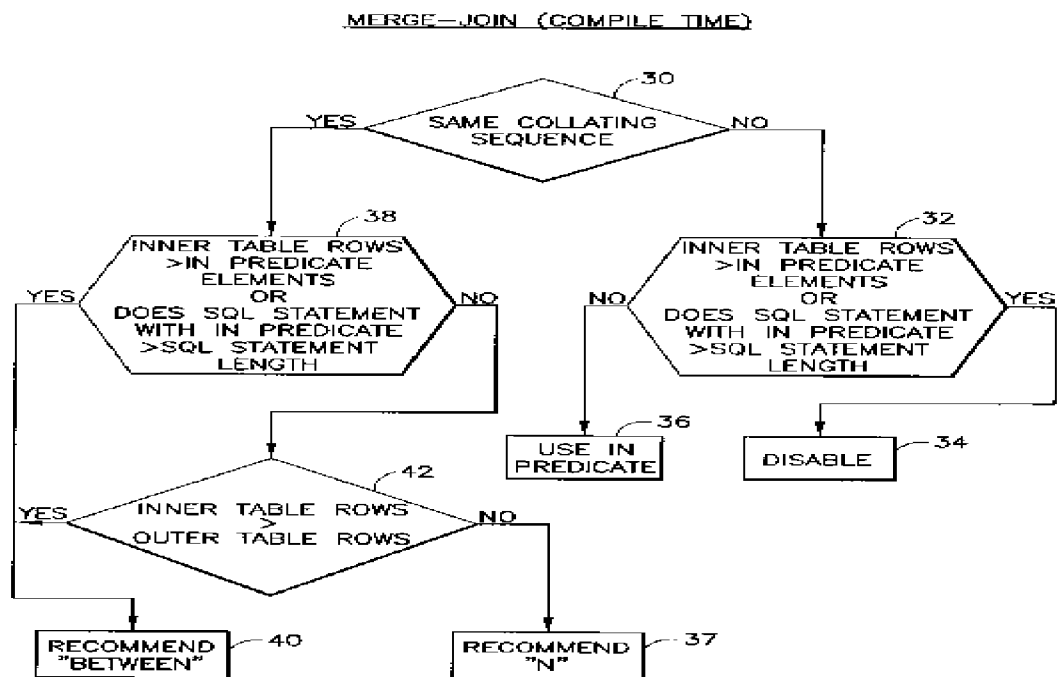 MERGE-JOIN (COMPILE TIME)
30
YES
SAME COLLATING
SEQUENCE
NO
38
INNER TABLE ROWS
>IN PREDICATE
ELEMENTS
OR
DOES SQL STATEMENT
WITH IN PREDICATE
>SQL STATEMENT
LENGTH
YES
NO
32
INNER TABLE ROWS
>IN PREDICATE
ELEMENTS
OR
DOES SQL STATEMENT
WITH IN PREDICATE
>SQL STATEMENT
LENGTH
NO
YES
36
USE IN
PREDICATE
34
DISABLE
42
YES
INNER TABLE ROWS
>
OUTER TABLE ROWS
NO
RECOMMEND
"BETWEEN"
40
RECOMMEND
"N"
37